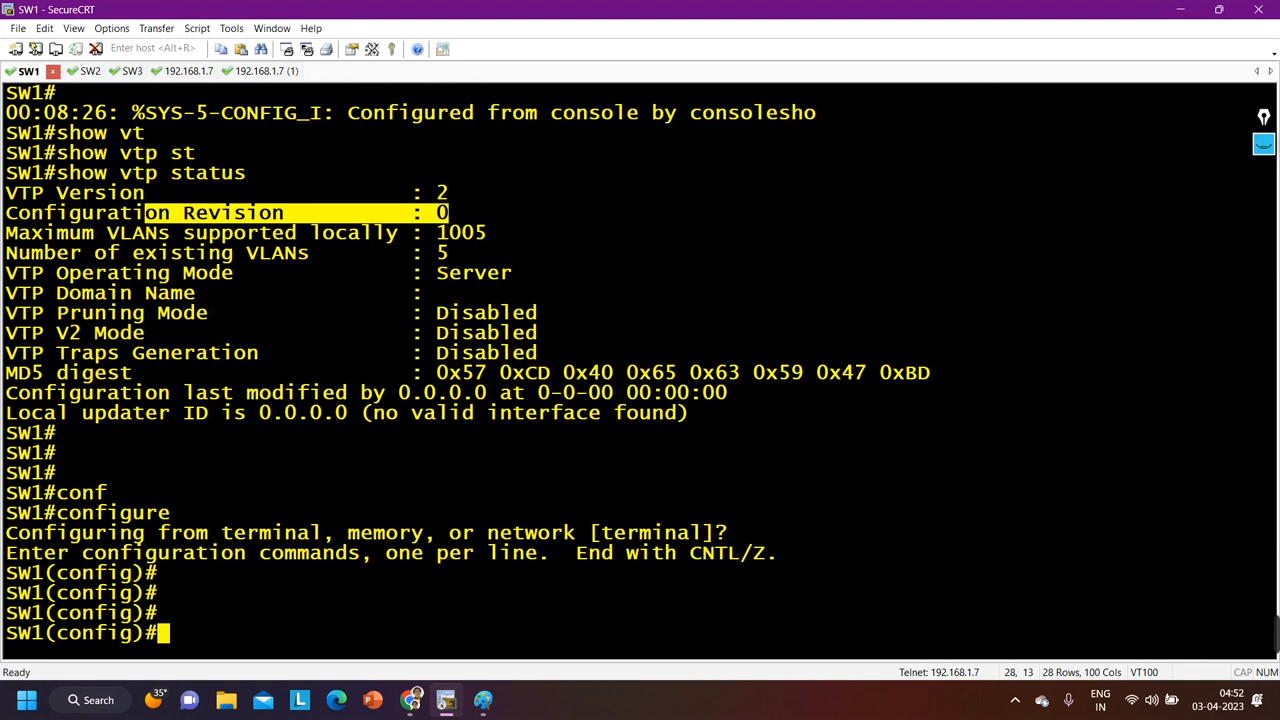 SW1 - SecureCRT
File Edit View Options Transfer Script Tools Window Help
Enter host <Alt+R>
SW1 x SW2 SW3 192.168.1.7 192.168.1.7 (1)
SW1#
00:08:26: %SYS-5-CONFIG_I: Configured from console by consolesho
SW1#show vt
SW1#show vtp st
SW1#show vtp status
VTP Version : 2
Configuration Revision : 0
Maximum VLANs supported locally : 1005
Number of existing VLANs : 5
VTP Operating Mode : Server
VTP Domain Name :
VTP Pruning Mode : Disabled
VTP V2 Mode : Disabled
VTP Traps Generation : Disabled
MD5 digest : 0x57 0xCD 0x40 0x65 0x63 0x59 0x47 0xBD
Configuration last modified by 0.0.0.0 at 0-0-00 00:00:00
Local updater ID is 0.0.0.0 (no valid interface found)
SW1#
SW1#
SW1#
SW1#conf
SW1#configure
Configuring from terminal, memory, or network [terminal]?
Enter configuration commands, one per line. End with CNTL/Z.
SW1(config)#
SW1(config)#
SW1(config)#
SW1(config)#
Ready Telnet: 192.168.1.7 28, 13 28 Rows, 100 Cols VT100 CAP NUM
Search 35° ENG 04:52
IN 03-04-2023